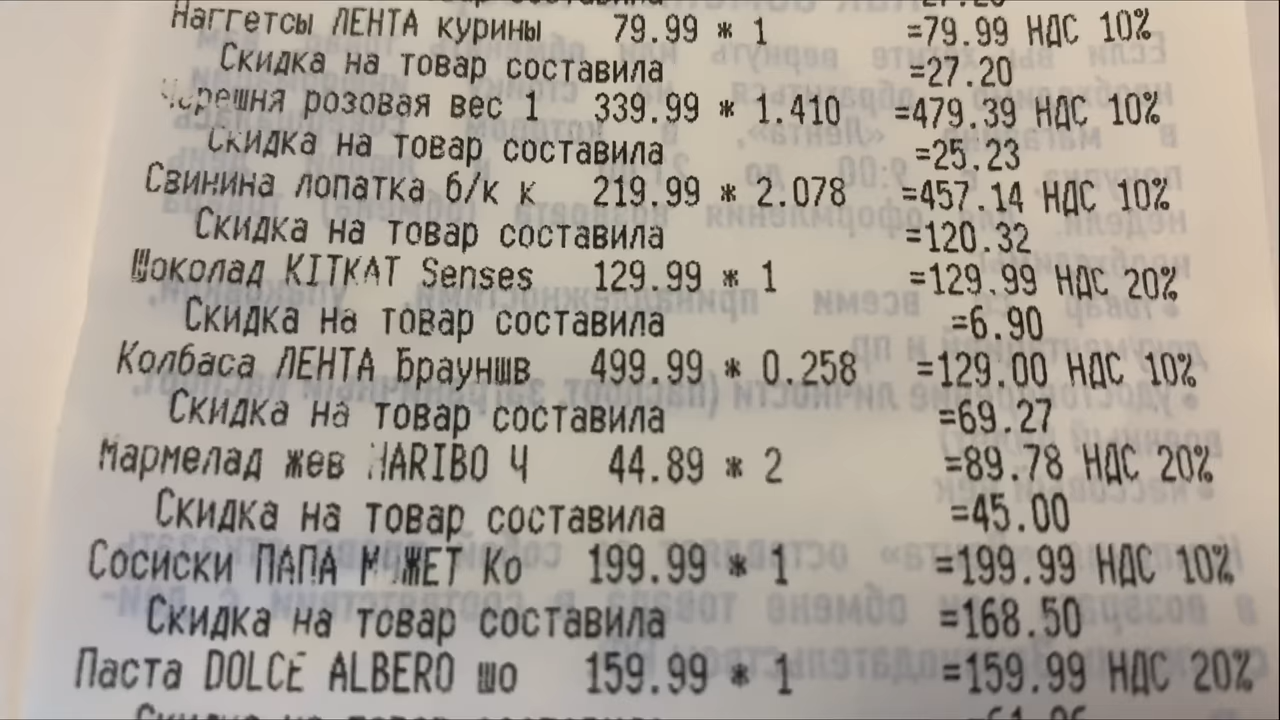 товар составила
Наггетсы ЛЕНТА курины 79.99 * 1 =79.99 НДС 10%
Скидка на товар составила =27.20
Черешня розовая вес 1 339.99 * 1.410 =479.39 НДС 10%
Скидка на товар составила =25.23
Свинина лопатка б/к к 219.99 * 2.078 =457.14 НДС 10%
Скидка на товар составила =120.32
Шоколад KITKAT Senses 129.99 * 1 =129.99 НДС 20%
Скидка на товар составила =6.90
Колбаса ЛЕНТА Брауншв 499.99 * 0.258 =129.00 НДС 10%
Скидка на товар составила =69.27
Мармелад жев HARIBO Ч 44.89 * 2 =89.78 НДС 20%
Скидка на товар составила =45.00
Сосиски ПАПА МОЖЕТ Ко 199.99 * 1 =199.99 НДС 10%
Скидка на товар составила =168.50
Паста DOLCE ALBERO шо 159.99 * 1 =159.99 НДС 20%
Скидка на товар составила